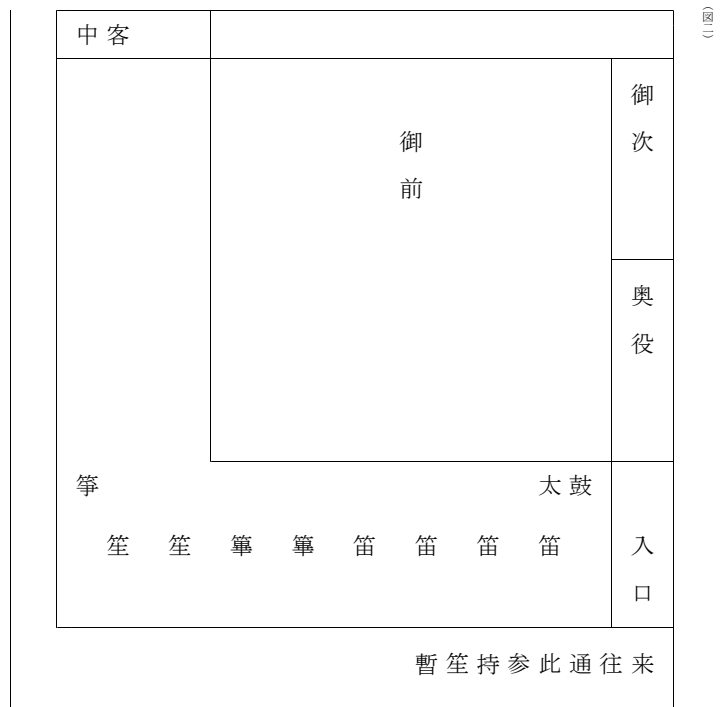 （図二）
中客
御次
御前
奥役
箏
太鼓
笙 笙 篳 篳 笛 笛 笛 笛
入口
暫笙持参此通往来